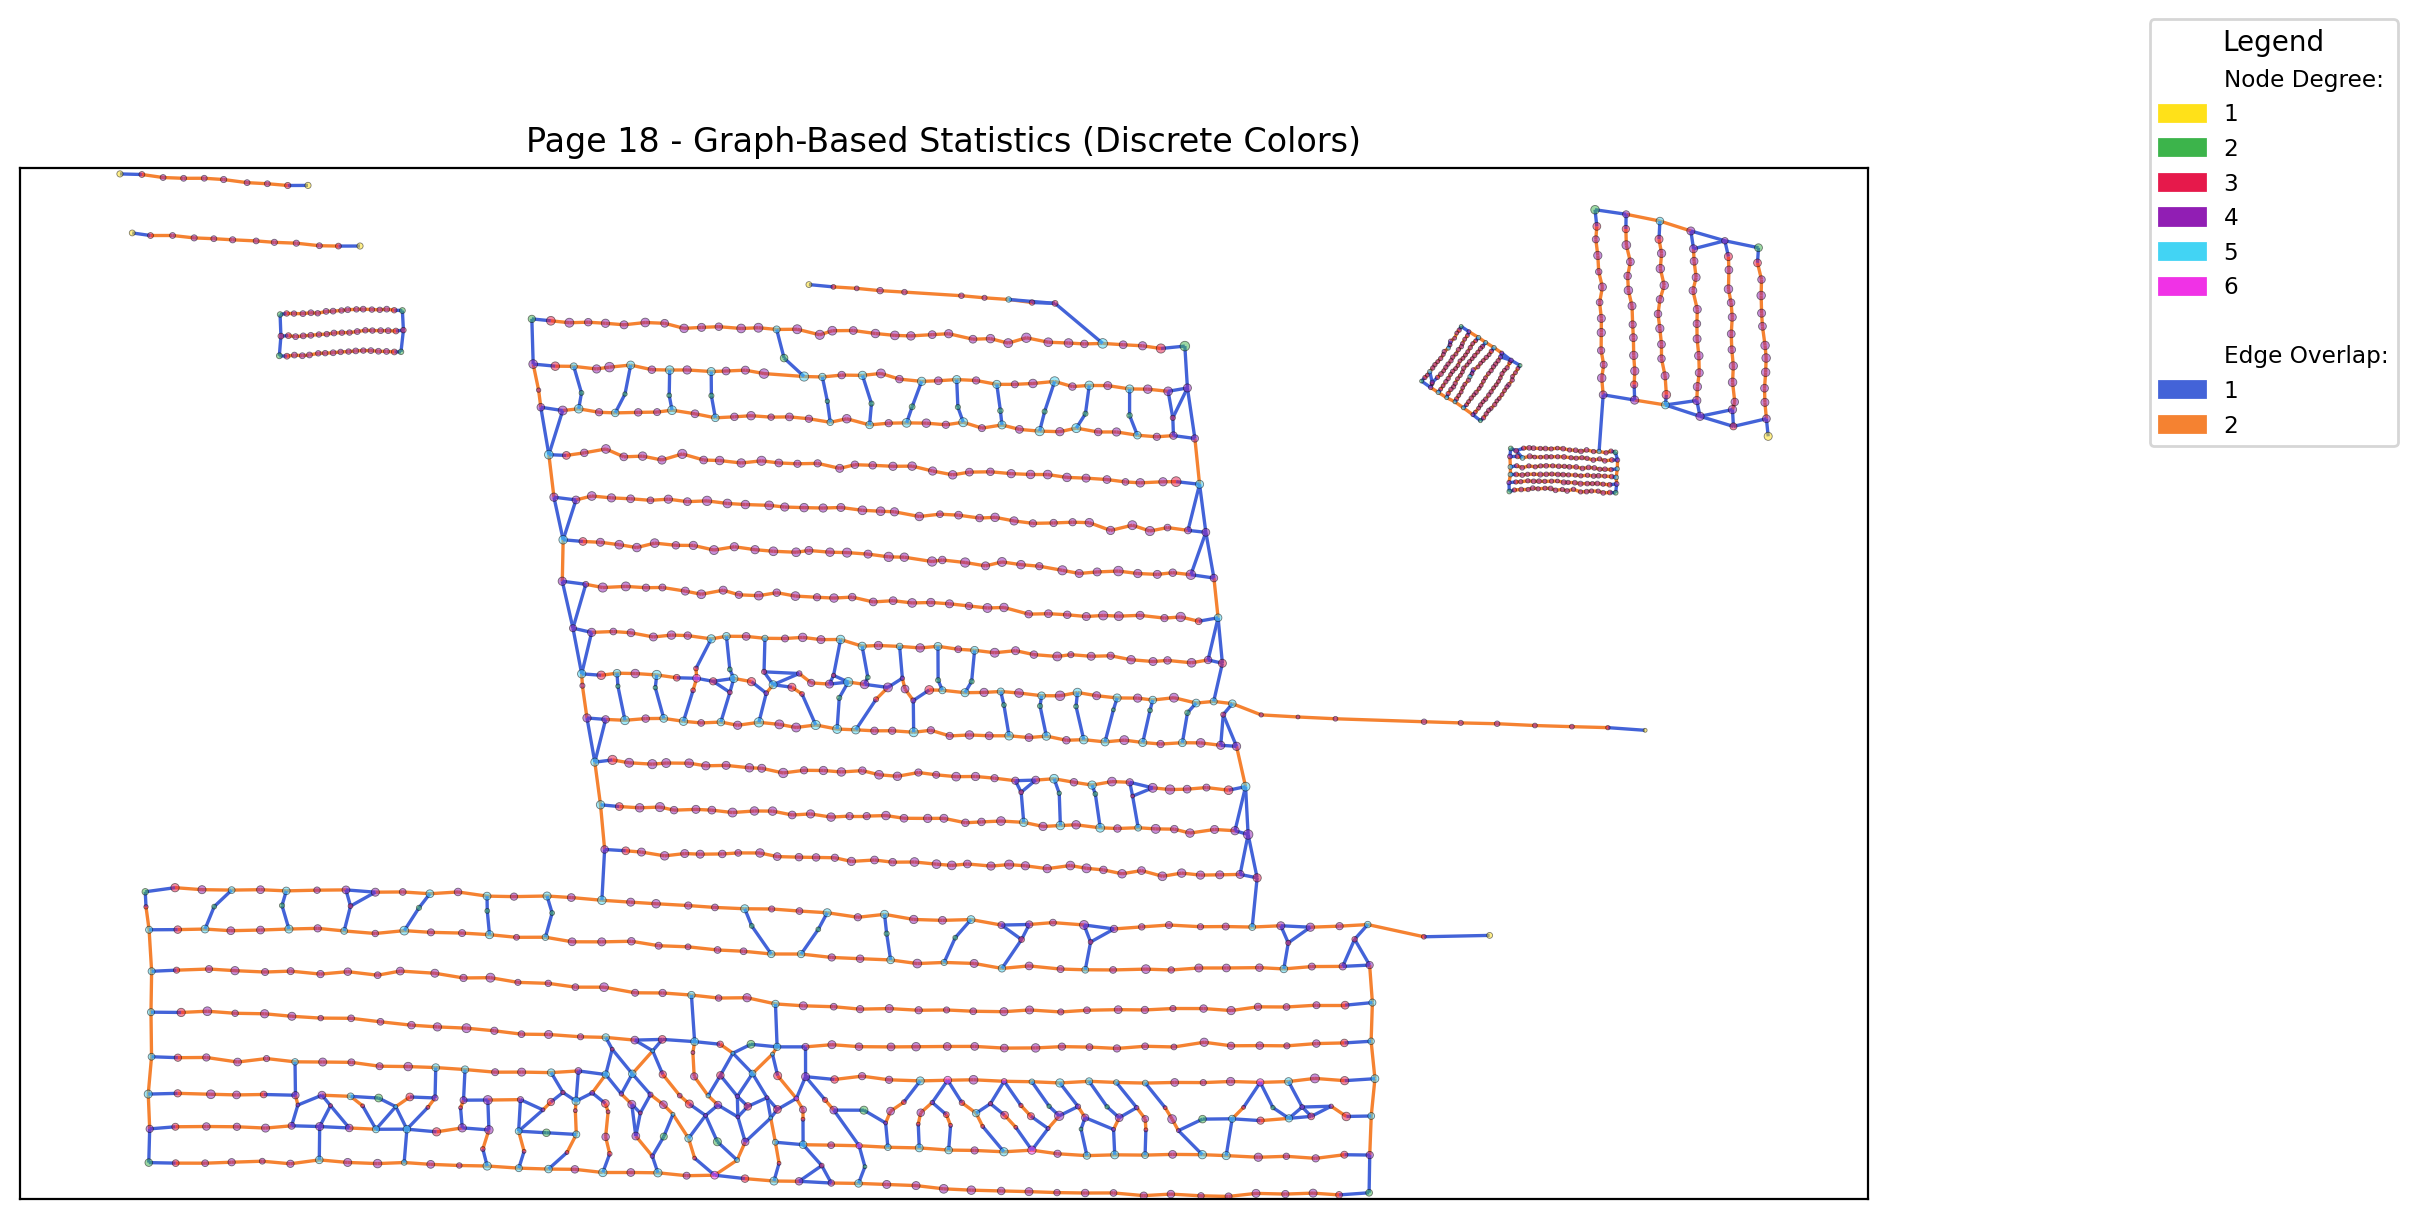 Page 18 - Graph-Based Statistics (Discrete Colors)
Legend
Node Degree:
1
2
3
4
5
6
Edge Overlap:
1
2